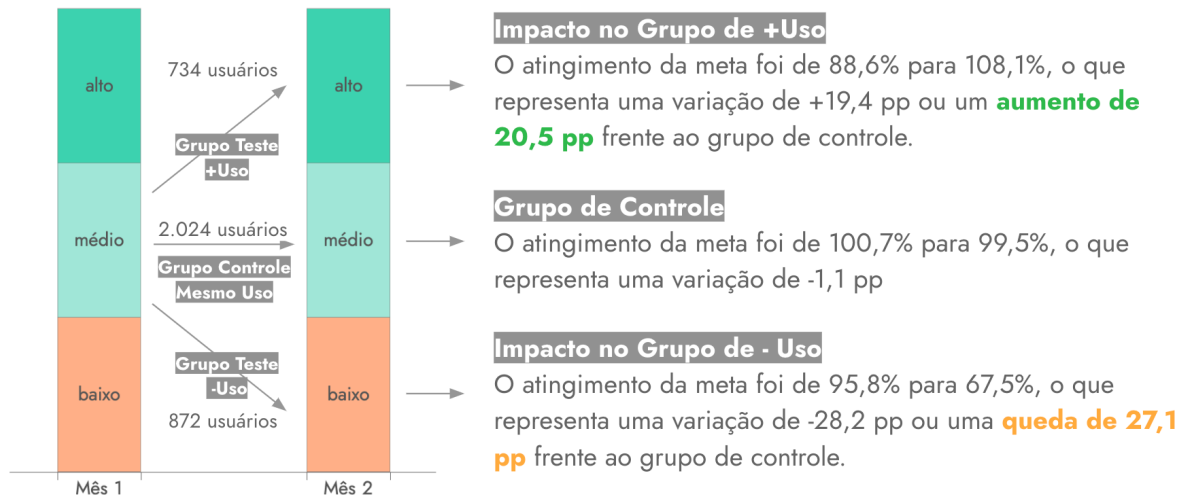 alto
médio
baixo
Mês 1
734 usuários
Grupo Teste
+Uso
2.024 usuários
Grupo Controle
Mesmo Uso
Grupo Teste
-Uso
872 usuários
alto
médio
baixo
Mês 2
Impacto no Grupo de +Uso
O atingimento da meta foi de 88,6% para 108,1%, o que
representa uma variação de +19,4 pp ou um aumento de
20,5 pp frente ao grupo de controle.
Grupo de Controle
O atingimento da meta foi de 100,7% para 99,5%, o que
representa uma variação de -1,1 pp
Impacto no Grupo de - Uso
O atingimento da meta foi de 95,8% para 67,5%, o que
representa uma variação de -28,2 pp ou uma queda de 27,1
pp frente ao grupo de controle.